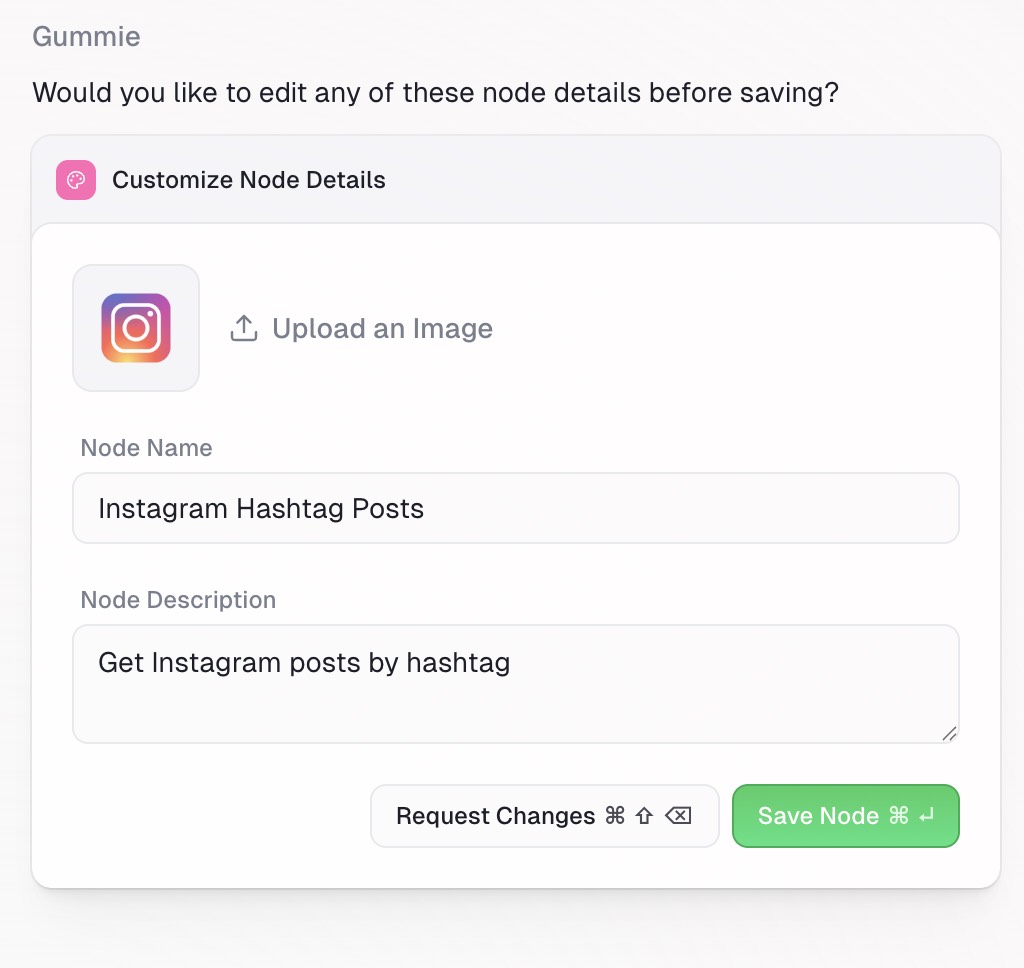 Gummie
Would you like to edit any of these node details before saving?
Customize Node Details
Upload an Image
Node Name
Instagram Hashtag Posts
Node Description
Get Instagram posts by hashtag
Request Changes ⌘ ⇧ ⌫
Save Node ⌘ ↵